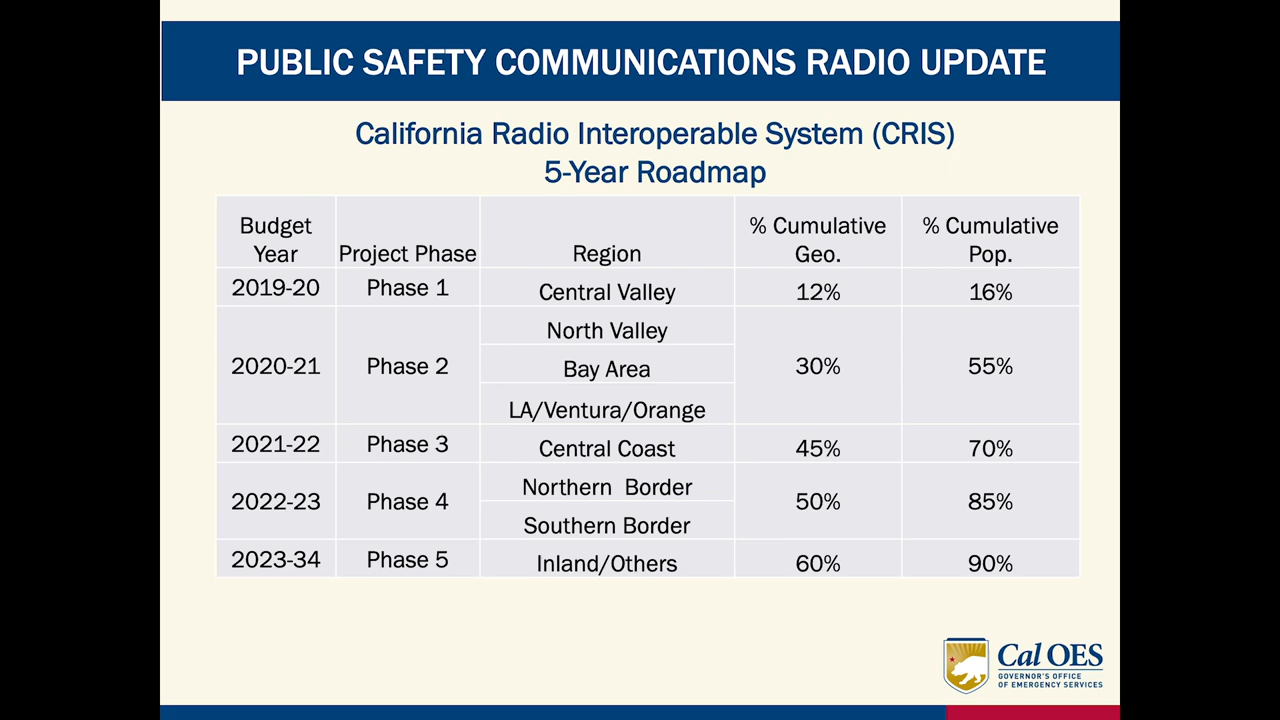 PUBLIC SAFETY COMMUNICATIONS RADIO UPDATE
California Radio Interoperable System (CRIS)
5-Year Roadmap
Budget Year Project Phase Region % Cumulative Geo. % Cumulative Pop.
2019-20 Phase 1 Central Valley 12% 16%
North Valley
2020-21 Phase 2 Bay Area 30% 55%
LA/Ventura/Orange
2021-22 Phase 3 Central Coast 45% 70%
Northern Border
2022-23 Phase 4 50% 85%
Southern Border
2023-34 Phase 5 Inland/Others 60% 90%
Cal OES
GOVERNOR'S OFFICE
OF EMERGENCY SERVICES